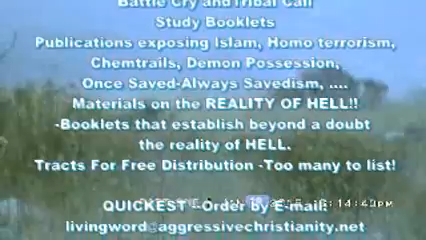 Battle Cry and Tribal Call
Study Booklets
Publications exposing Islam, Homo terrorism,
Chemtrails, Demon Possession,
Once Saved-Always Savedism, ....
Materials on the REALITY OF HELL!!
-Booklets that establish beyond a doubt
the reality of HELL.
Tracts For Free Distribution -Too many to list!
QUICKEST -Order by E-mail:
livingword@aggressivechristianity.net